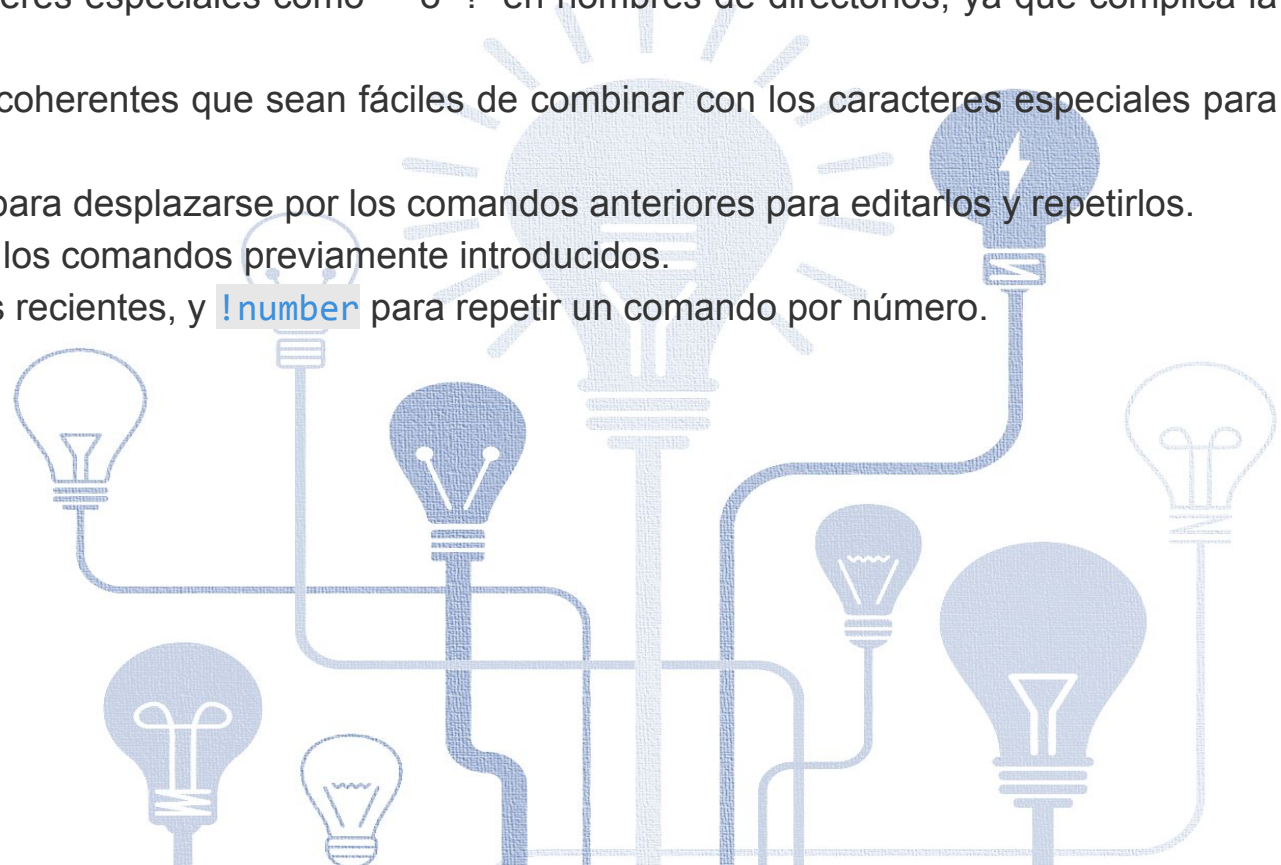 eres especiales como " " o "?" en nombres de directorios, ya que complica la
coherentes que sean fáciles de combinar con los caracteres especiales para
para desplazarse por los comandos anteriores para editarlos y repetirlos.
los comandos previamente introducidos.
s recientes, y !number para repetir un comando por número.